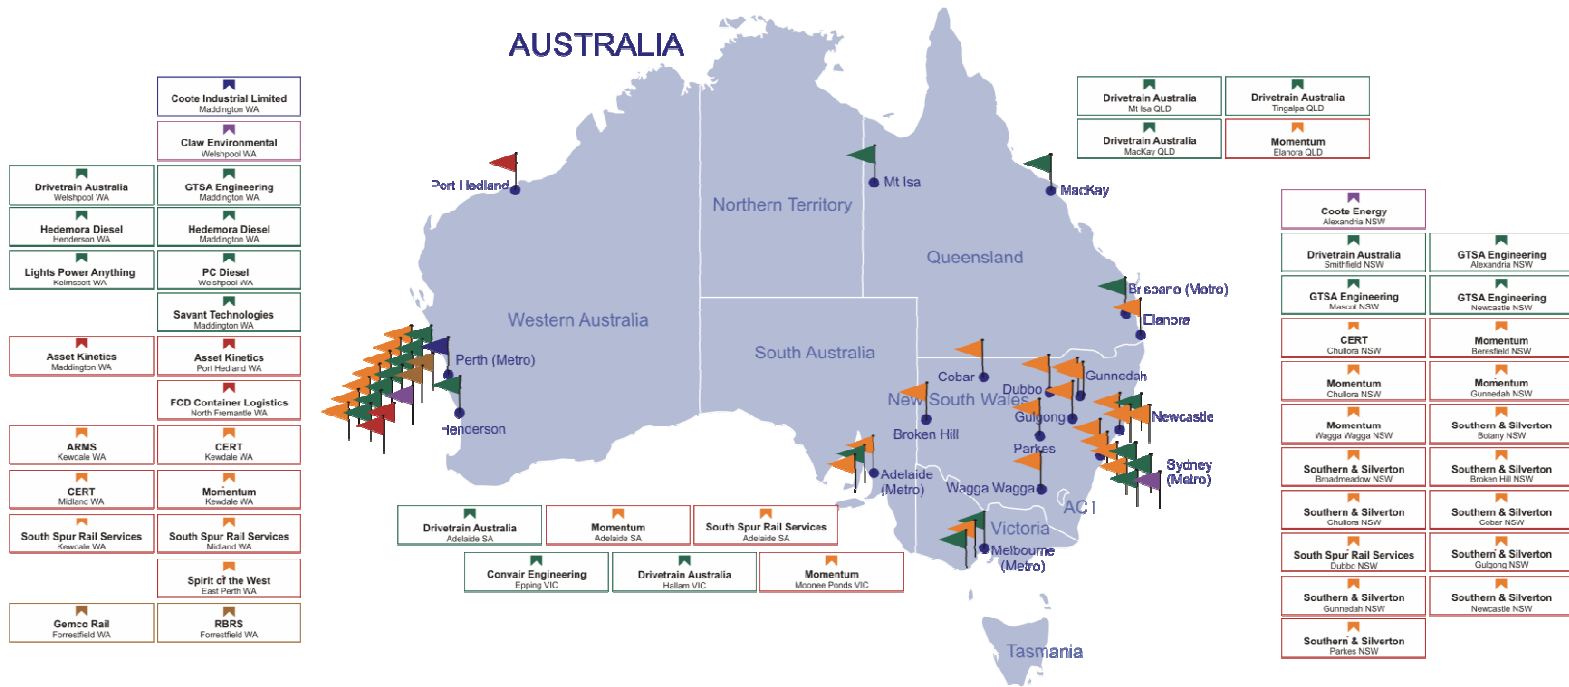 AUSTRALIA
Coote Industrial Limited
Maddington WA
Claw Environmental
Welshpool WA
Drivetrain Australia
Welshpool WA
GTSA Engineering
Maddington WA
Hedemora Diesel
Henderson WA
Hedemora Diesel
Maddington WA
Lights Power Anything
Kelmscott WA
PC Diesel
Welshpool WA
Savant Technologies
Maddington WA
Asset Kinetics
Maddington WA
Asset Kinetics
Port Hedland WA
FCD Container Logistics
North Fremantle WA
ARMS
Kewdale WA
CERT
Kewdale WA
CERT
Midland WA
Momentum
Kewdale WA
South Spur Rail Services
Kewdale WA
South Spur Rail Services
Midland WA
Spirit of the West
East Perth WA
Gemco Rail
Forrestfield WA
RBRS
Forrestfield WA
Port Hedland
Mt Isa
MacKay
Northern Territory
Queensland
Western Australia
South Australia
Brisbane (Metro)
Elanora
Perth (Metro)
Henderson
Cobar
Dubbo
Gunnedah
New South Wales
Gulgong
Newcastle
Broken Hill
Parkes
Sydney
(Metro)
Adelaide
(Metro)
Wagga Wagga
ACT
Victoria
Melbourne
(Metro)
Tasmania
Drivetrain Australia
Adelaide SA
Momentum
Adelaide SA
South Spur Rail Services
Adelaide SA
Convair Engineering
Epping VIC
Drivetrain Australia
Hallam VIC
Momentum
Moonee Ponds VIC
Drivetrain Australia
Mt Isa QLD
Drivetrain Australia
Tingalpa QLD
Drivetrain Australia
MacKay QLD
Momentum
Elanora QLD
Coote Energy
Alexandria NSW
Drivetrain Australia
Smithfield NSW
GTSA Engineering
Alexandria NSW
GTSA Engineering
Mascot NSW
GTSA Engineering
Newcastle NSW
CERT
Chullora NSW
Momentum
Beresfield NSW
Momentum
Chullora NSW
Momentum
Gunnedah NSW
Momentum
Wagga Wagga NSW
Southern & Silverton
Botany NSW
Southern & Silverton
Broadmeadow NSW
Southern & Silverton
Broken Hill NSW
Southern & Silverton
Chullora NSW
Southern & Silverton
Cobar NSW
South Spur Rail Services
Dubbo NSW
Southern & Silverton
Gulgong NSW
Southern & Silverton
Gunnedah NSW
Southern & Silverton
Newcastle NSW
Southern & Silverton
Parkes NSW